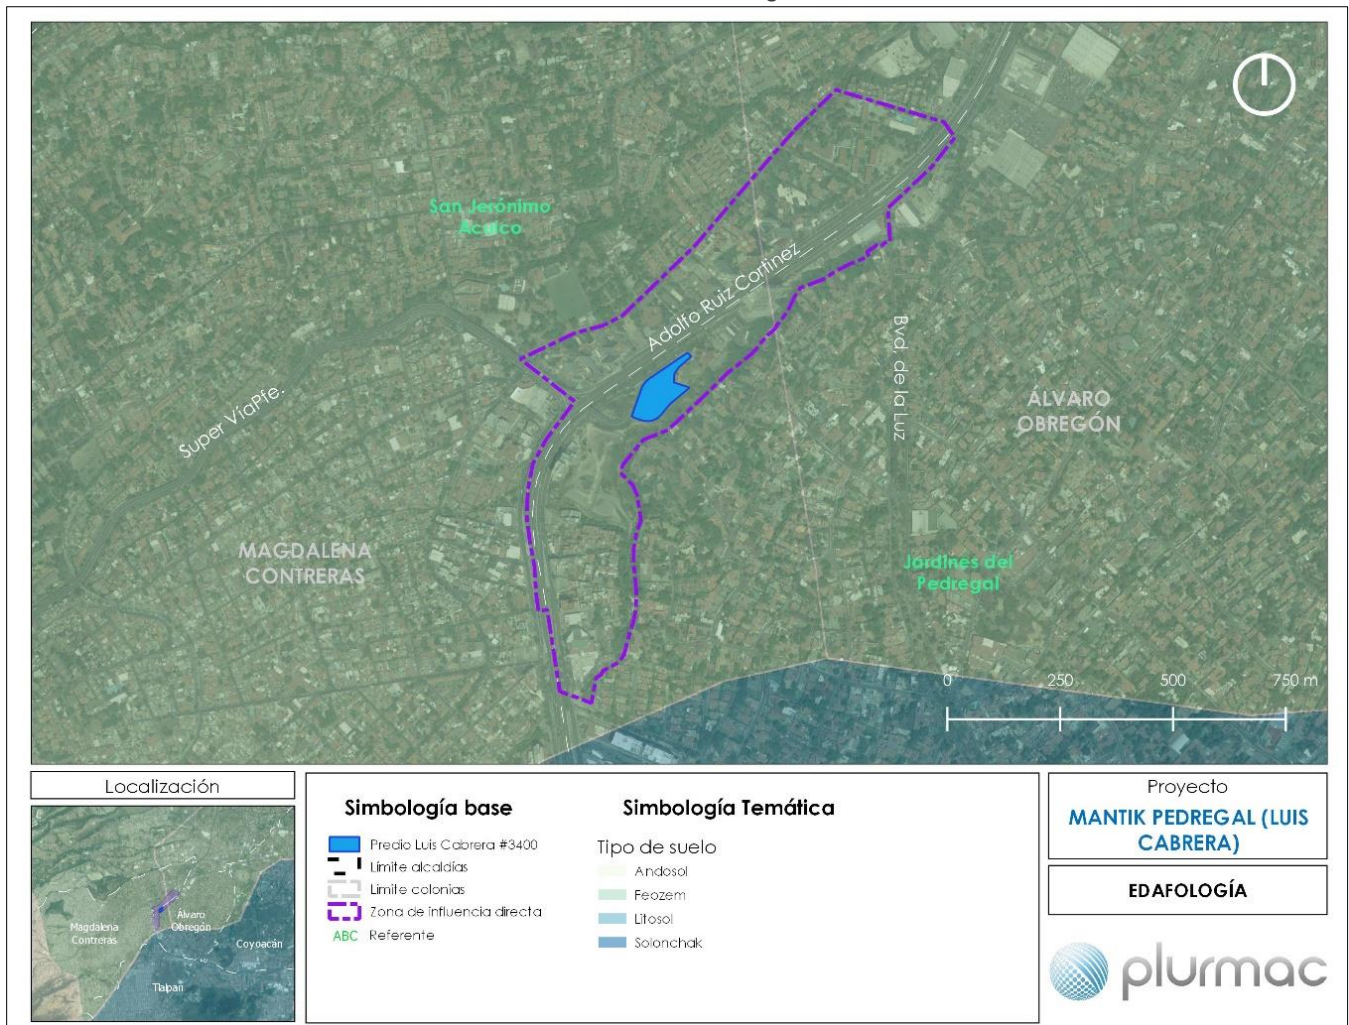 San Jerónimo
Aculco
Adolfo Ruiz Cortinez
Super VíaPte.
Bvd. de la Luz
ÁLVARO
OBREGÓN
MAGDALENA
CONTRERAS
Jardines del
Pedregal
0 250 500 750 m
Localización
Magdalena
Contreras
Álvaro
Obregón
Coyoacán
Tlalpan
Simbología base
Predio Luis Cabrera #3400
Límite alcaldías
Límite colonias
Zona de influencia directa
ABC Referente
Simbología Temática
Tipo de suelo
Andosol
Feozem
Litosol
Solonchak
Proyecto
MANTIK PEDREGAL (LUIS
CABRERA)
EDAFOLOGÍA
plurmac